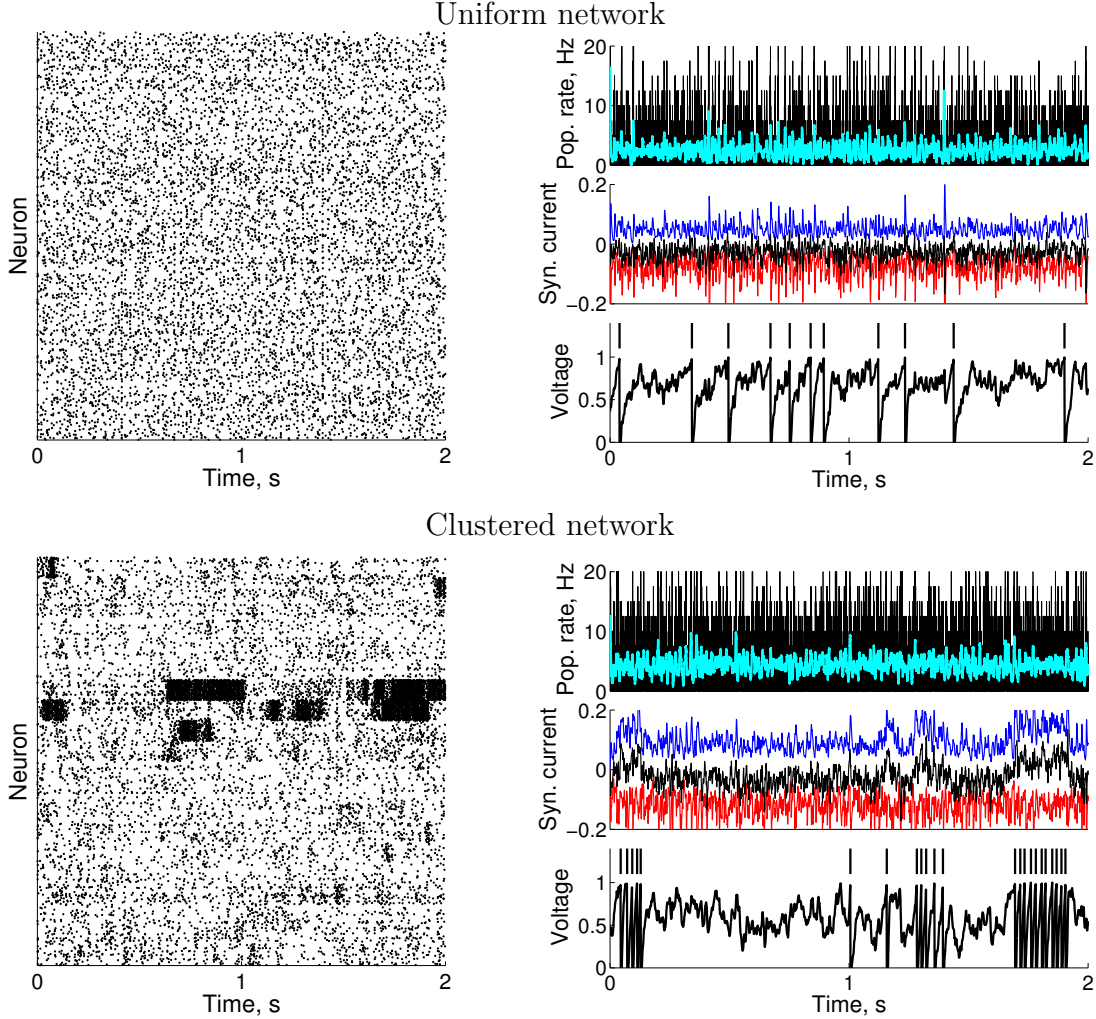 Uniform network
Neuron
0
1
2
Time, s
Pop. rate, Hz
20
10
0
Syn. current
0.2
0
−0.2
Voltage
1
0.5
0
0
1
2
Time, s
Clustered network
Neuron
0
1
2
Time, s
Pop. rate, Hz
20
10
0
Syn. current
0.2
0
−0.2
Voltage
1
0.5
0
0
1
2
Time, s